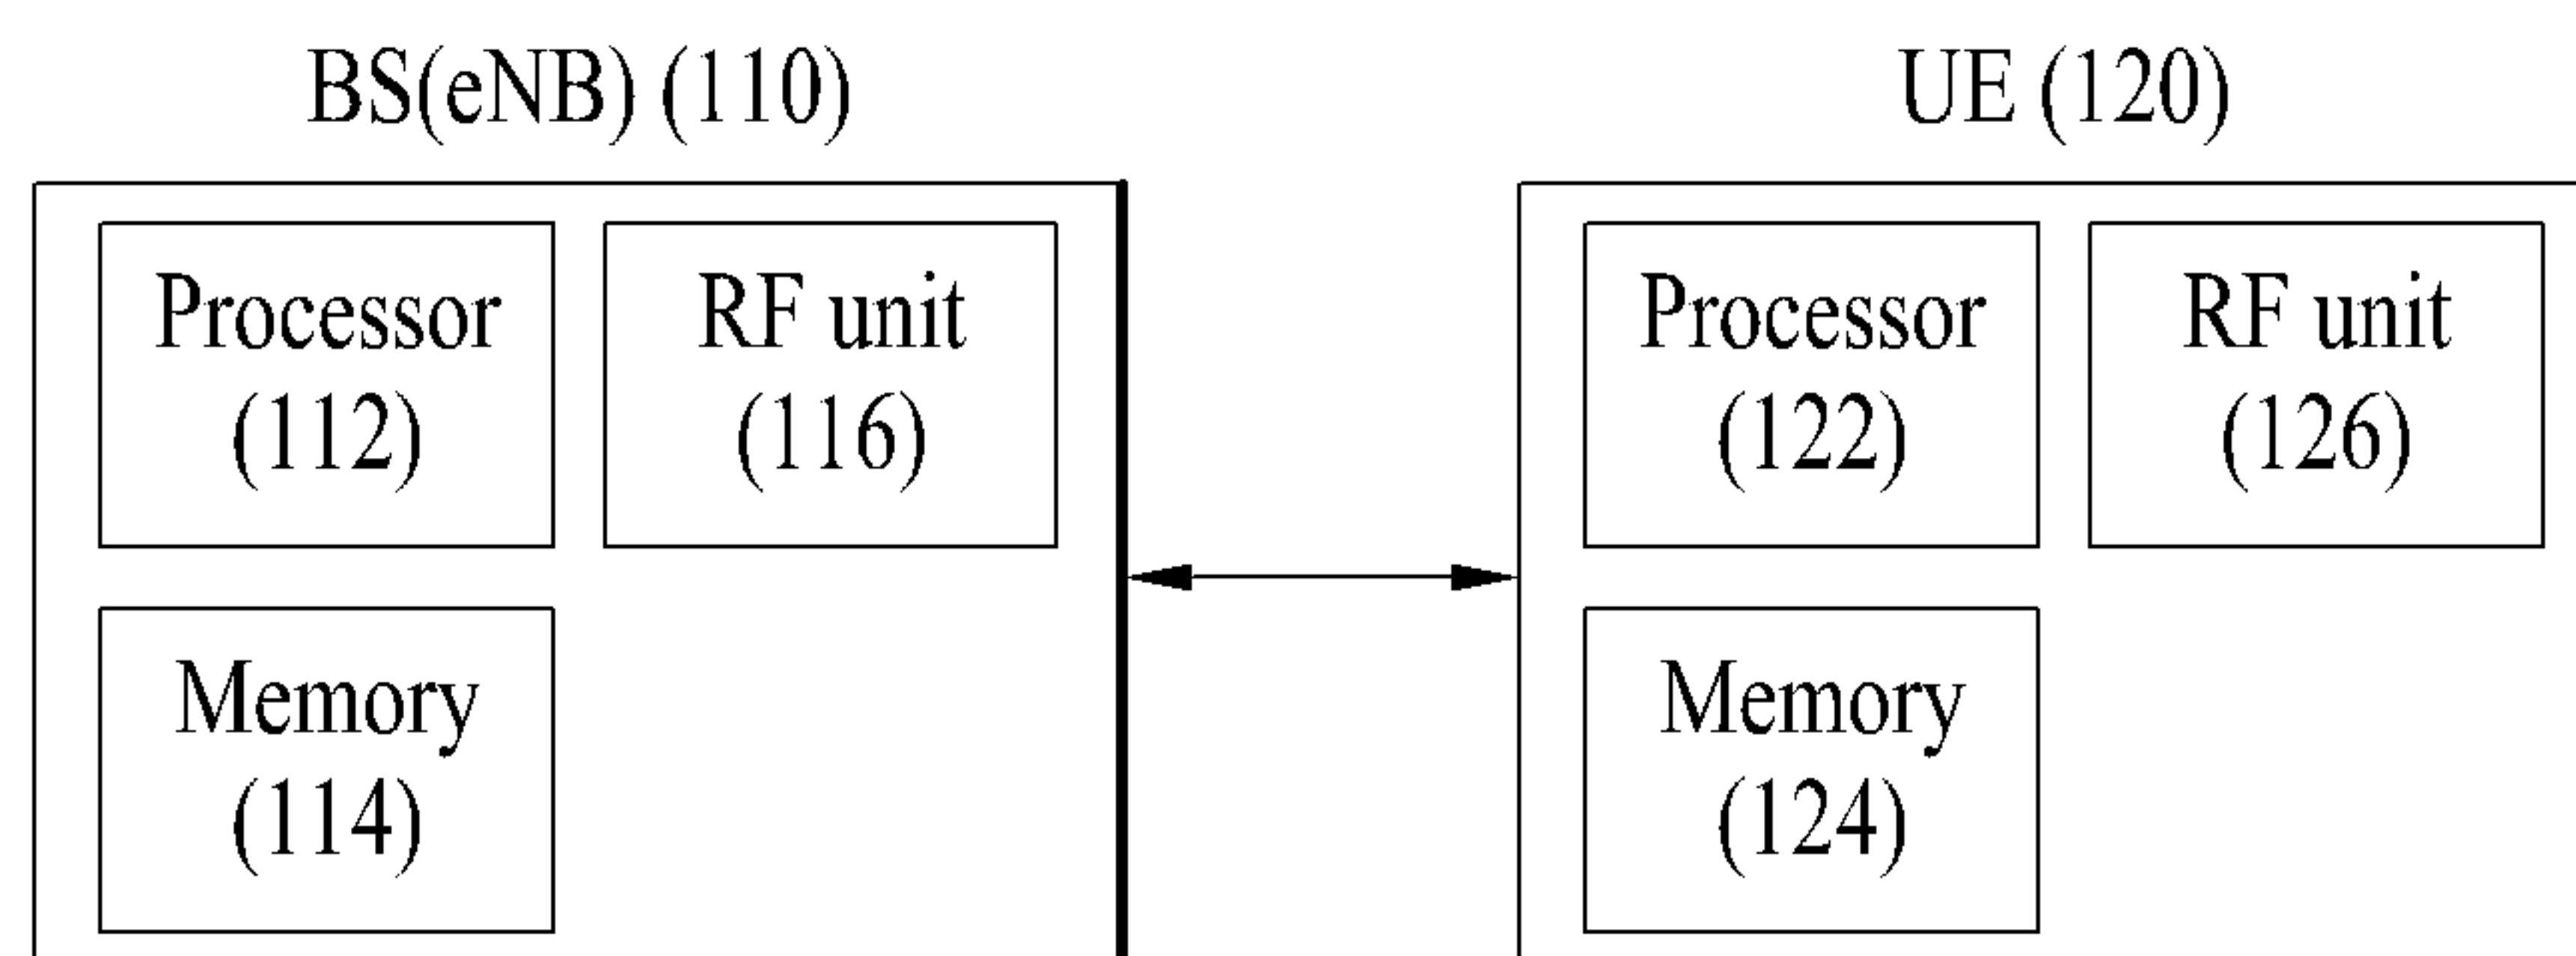 BS(eNB) (110)
UE (120)
Processor
(112)
RF unit
(116)
Processor
(122)
RF unit
(126)
Memory
(114)
Memory
(124)